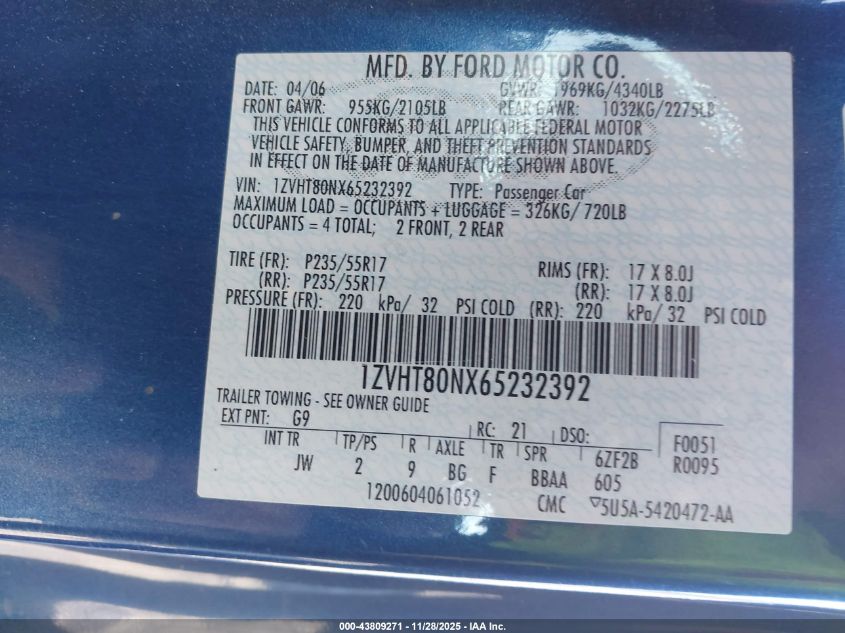 MFD. BY FORD MOTOR CO.
DATE: 04/06 GVWR: 1969KG/4340LB
FRONT GAWR: 955KG/2105LB REAR GAWR: 1032KG/2275LB
THIS VEHICLE CONFORMS TO ALL APPLICABLE FEDERAL MOTOR
VEHICLE SAFETY, BUMPER, AND THEFT PREVENTION STANDARDS
IN EFFECT ON THE DATE OF MANUFACTURE SHOWN ABOVE.
VIN: 1ZVHT80NX65232392 TYPE: Passenger Car
MAXIMUM LOAD = OCCUPANTS + LUGGAGE = 326KG/ 720LB
OCCUPANTS = 4 TOTAL; 2 FRONT, 2 REAR
TIRE (FR): P235/55R17 RIMS (FR): 17 X 8.0J
(RR): P235/55R17 (RR): 17 X 8.0J
PRESSURE (FR): 220 kPa/ 32 PSI COLD (RR): 220 kPa/ 32 PSI COLD
1ZVHT80NX65232392
TRAILER TOWING - SEE OWNER GUIDE
EXT PNT: G9 RC: 21 DSO: F0051
INT TR TP/PS R AXLE TR SPR 6ZF2B R0095
JW 2 9 BG F BBAA 605
1200604061052 CMC ▽5U5A-5420472-AA
000-43809271 - 11/28/2025 - IAA Inc.